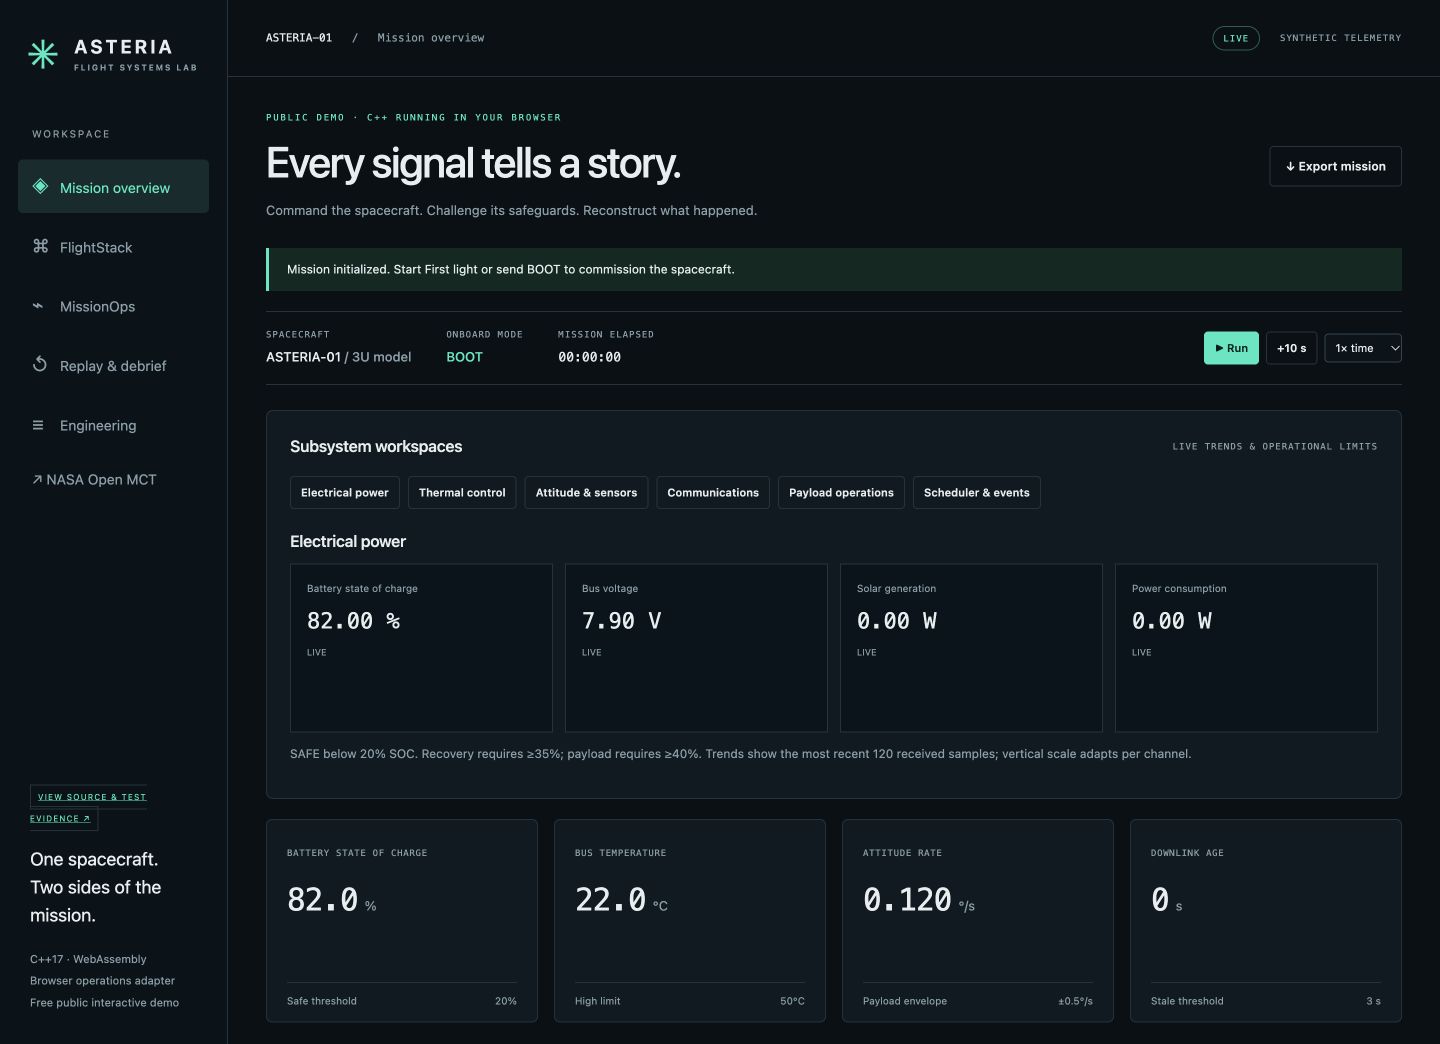 ASTERIA
FLIGHT SYSTEMS LAB
WORKSPACE
Mission overview
FlightStack
MissionOps
Replay & debrief
Engineering
↗ NASA Open MCT
VIEW SOURCE & TEST
EVIDENCE ↗
One spacecraft.
Two sides of the
mission.
C++17 · WebAssembly
Browser operations adapter
Free public interactive demo
ASTERIA-01 / Mission overview
LIVE SYNTHETIC TELEMETRY
PUBLIC DEMO · C++ RUNNING IN YOUR BROWSER
Every signal tells a story.
↓ Export mission
Command the spacecraft. Challenge its safeguards. Reconstruct what happened.
Mission initialized. Start First light or send BOOT to commission the spacecraft.
SPACECRAFT ONBOARD MODE MISSION ELAPSED
ASTERIA-01 / 3U model BOOT 00:00:00
▶ Run +10 s 1× time
Subsystem workspaces
LIVE TRENDS & OPERATIONAL LIMITS
Electrical power Thermal control Attitude & sensors Communications Payload operations Scheduler & events
Electrical power
Battery state of charge Bus voltage Solar generation Power consumption
82.00 % 7.90 V 0.00 W 0.00 W
LIVE LIVE LIVE LIVE
SAFE below 20% SOC. Recovery requires ≥35%; payload requires ≥40%. Trends show the most recent 120 received samples; vertical scale adapts per channel.
BATTERY STATE OF CHARGE BUS TEMPERATURE ATTITUDE RATE DOWNLINK AGE
82.0 % 22.0 °C 0.120 °/s 0 s
Safe threshold 20% High limit 50°C Payload envelope ±0.5°/s Stale threshold 3 s